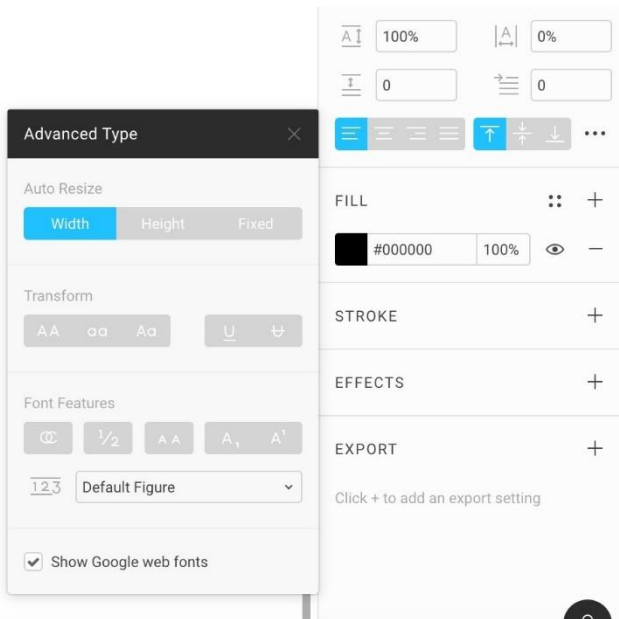 100%
0%
0
0
Advanced Type
Auto Resize
Width Height Fixed
Transform
AA aa Aa U U
Font Features
½ A A A₁ A¹
123 Default Figure
Show Google web fonts
FILL
#000000 100%
STROKE
EFFECTS
EXPORT
Click + to add an export setting